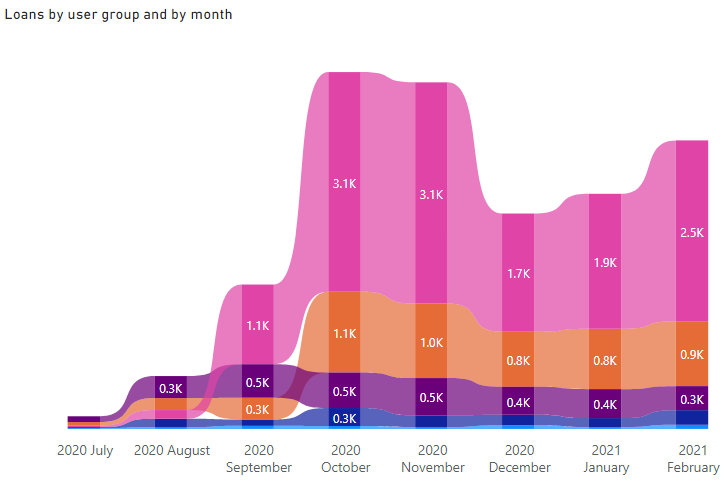 Loans by user group and by month
3.1K
3.1K
2.5K
1.7K
1.9K
1.1K
1.1K
1.0K
0.8K
0.8K
0.9K
0.3K
0.5K
0.5K
0.5K
0.4K
0.4K
0.3K
0.3K
0.3K
2020 July 2020 August 2020 2020 2020 2020 2021 2021
September October November December January February